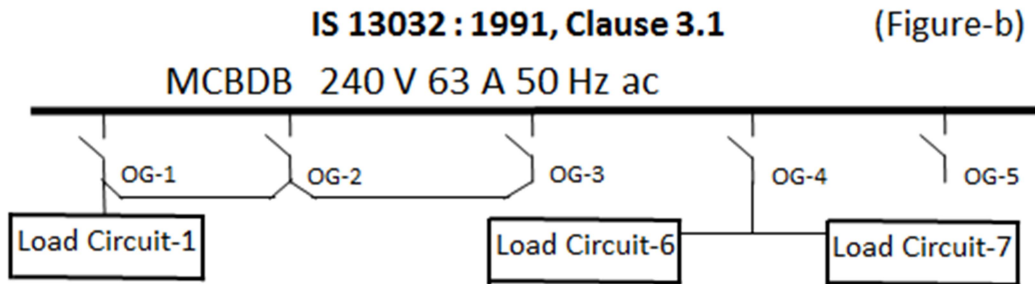 IS 13032 : 1991, Clause 3.1 (Figure-b)
MCBDB 240 V 63 A 50 Hz ac
OG-1 OG-2 OG-3 OG-4 OG-5
Load Circuit-1 Load Circuit-6 Load Circuit-7